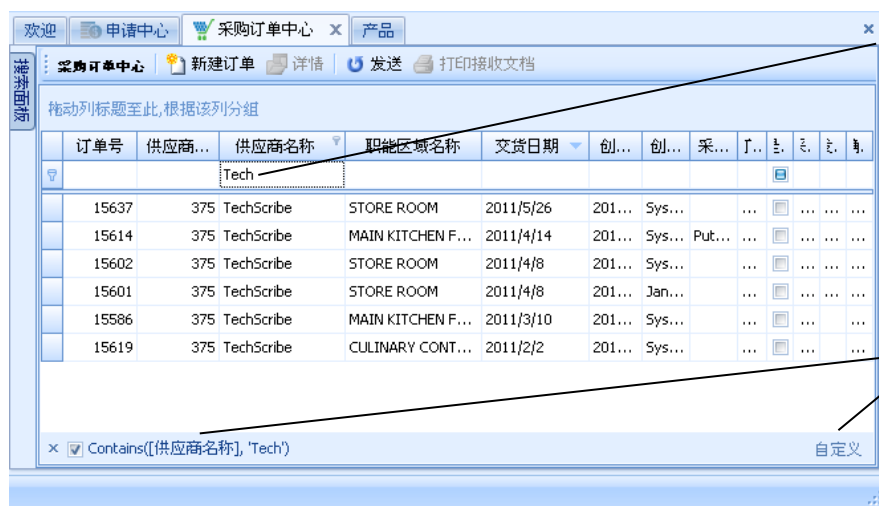 欢迎 申请中心 采购订单中心 x 产品 ×
搜索面板
采购订单中心 新建订单 详情 发送 打印接收文档
拖动列标题至此,根据该列分组
订单号 供应商... 供应商名称 职能区域名称 交货日期 创... 创... 采...
Tech
15637 375 TechScribe STORE ROOM 2011/5/26 201... Sys... ... ... ... ...
15614 375 TechScribe MAIN KITCHEN F... 2011/4/14 201... Sys... Put... ... ... ... ...
15602 375 TechScribe STORE ROOM 2011/4/8 201... Sys... ... ... ... ...
15601 375 TechScribe STORE ROOM 2011/4/8 201... Jan... ... ... ... ...
15586 375 TechScribe MAIN KITCHEN F... 2011/3/10 201... Sys... ... ... ... ...
15619 375 TechScribe CULINARY CONT... 2011/2/2 201... Sys... ... ... ...
× Contains([供应商名称], 'Tech') 自定义